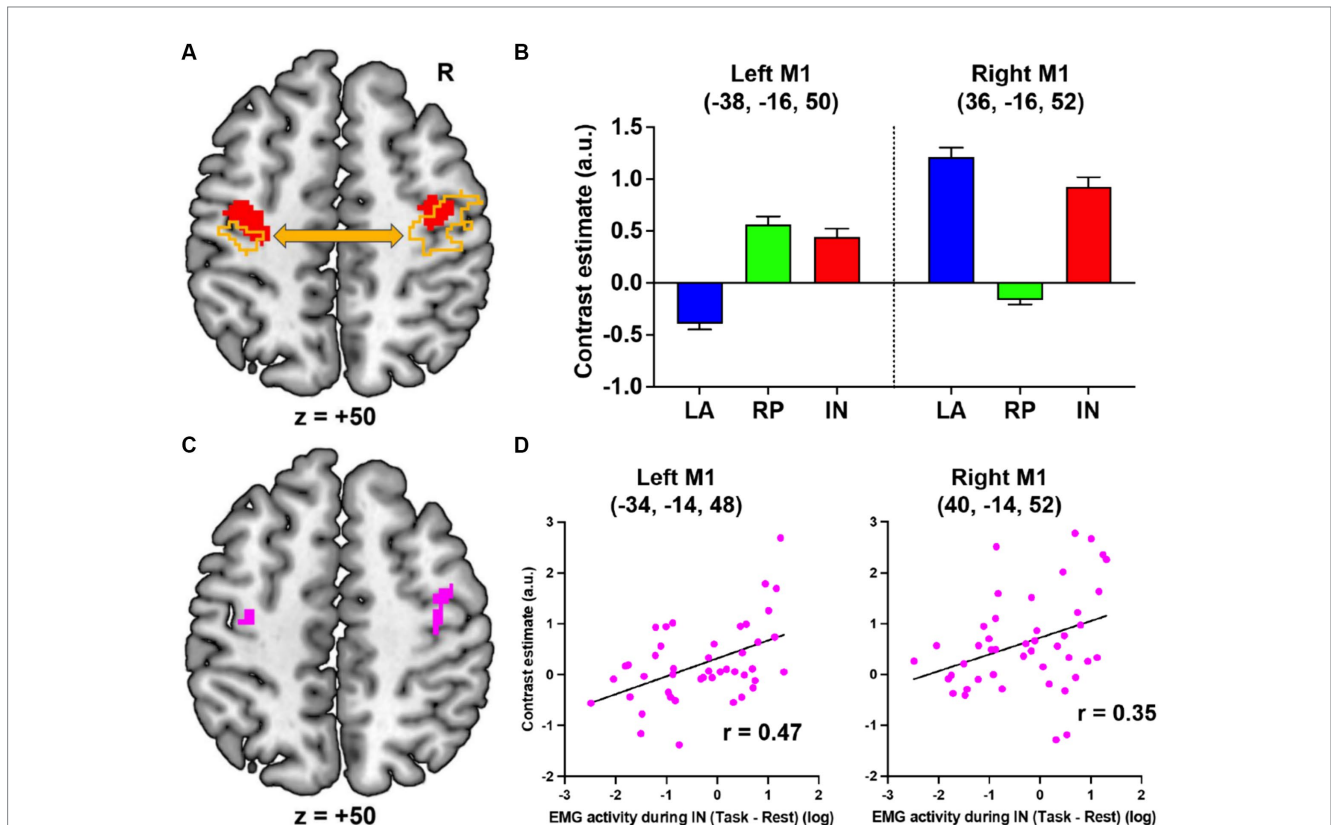 A
R
z = +50
B
Left M1
(-38, -16, 50)
Right M1
(36, -16, 52)
Contrast estimate (a.u.)
1.5
1.0
0.5
0.0
-0.5
-1.0
LA RP IN LA RP IN
C
z = +50
D
Left M1
(-34, -14, 48)
Contrast estimate (a.u.)
3
2
1
0
-1
-2
r = 0.47
-3 -2 -1 0 1 2
EMG activity during IN (Task - Rest) (log)
Right M1
(40, -14, 52)
3
2
1
0
-1
-2
r = 0.35
-3 -2 -1 0 1 2
EMG activity during IN (Task - Rest) (log)